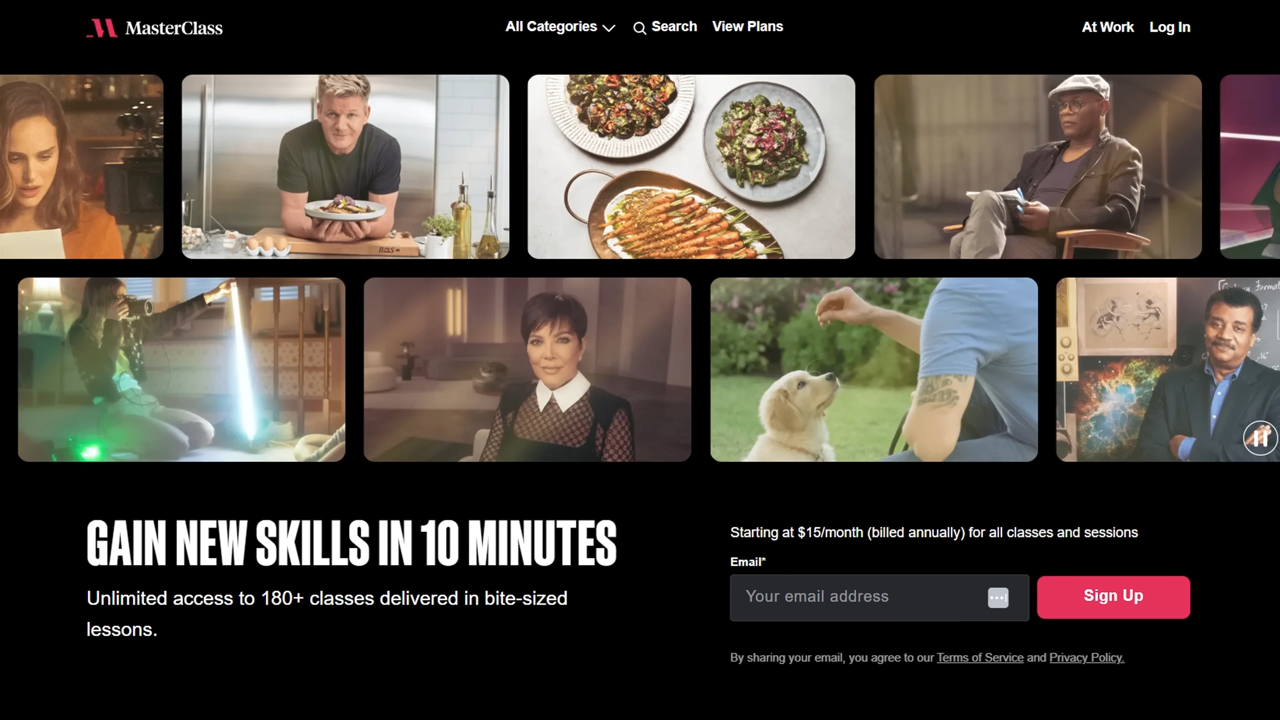 MasterClass
All Categories
Search
View Plans
At Work
Log In
GAIN NEW SKILLS IN 10 MINUTES
Unlimited access to 180+ classes delivered in bite-sized
lessons.
Starting at $15/month (billed annually) for all classes and sessions
Email*
Your email address
Sign Up
By sharing your email, you agree to our Terms of Service and Privacy Policy.